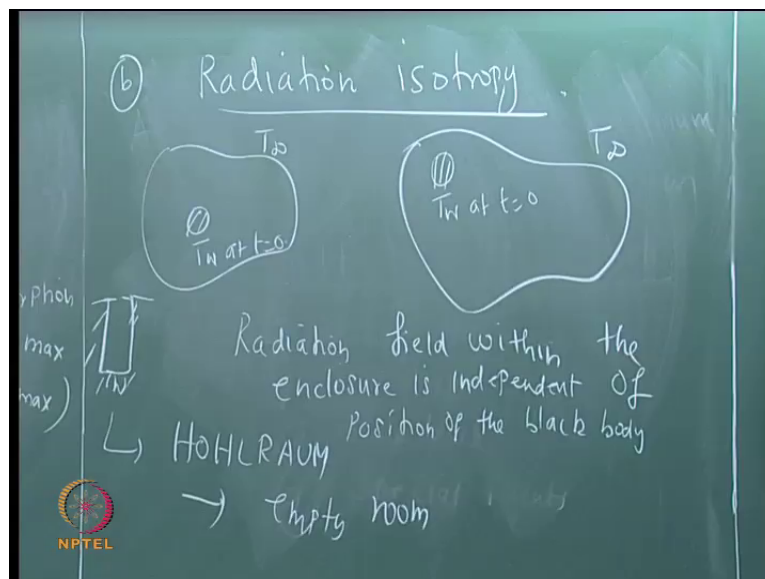 (b) Radiation isotropy.
T∞
T∞
Tw at t=0.
Tw at t=0
max
max)
Tw
Radiation field within the
enclosure is independent of
Position of the black body
HOHLRAUM
→ empty room
NPTEL